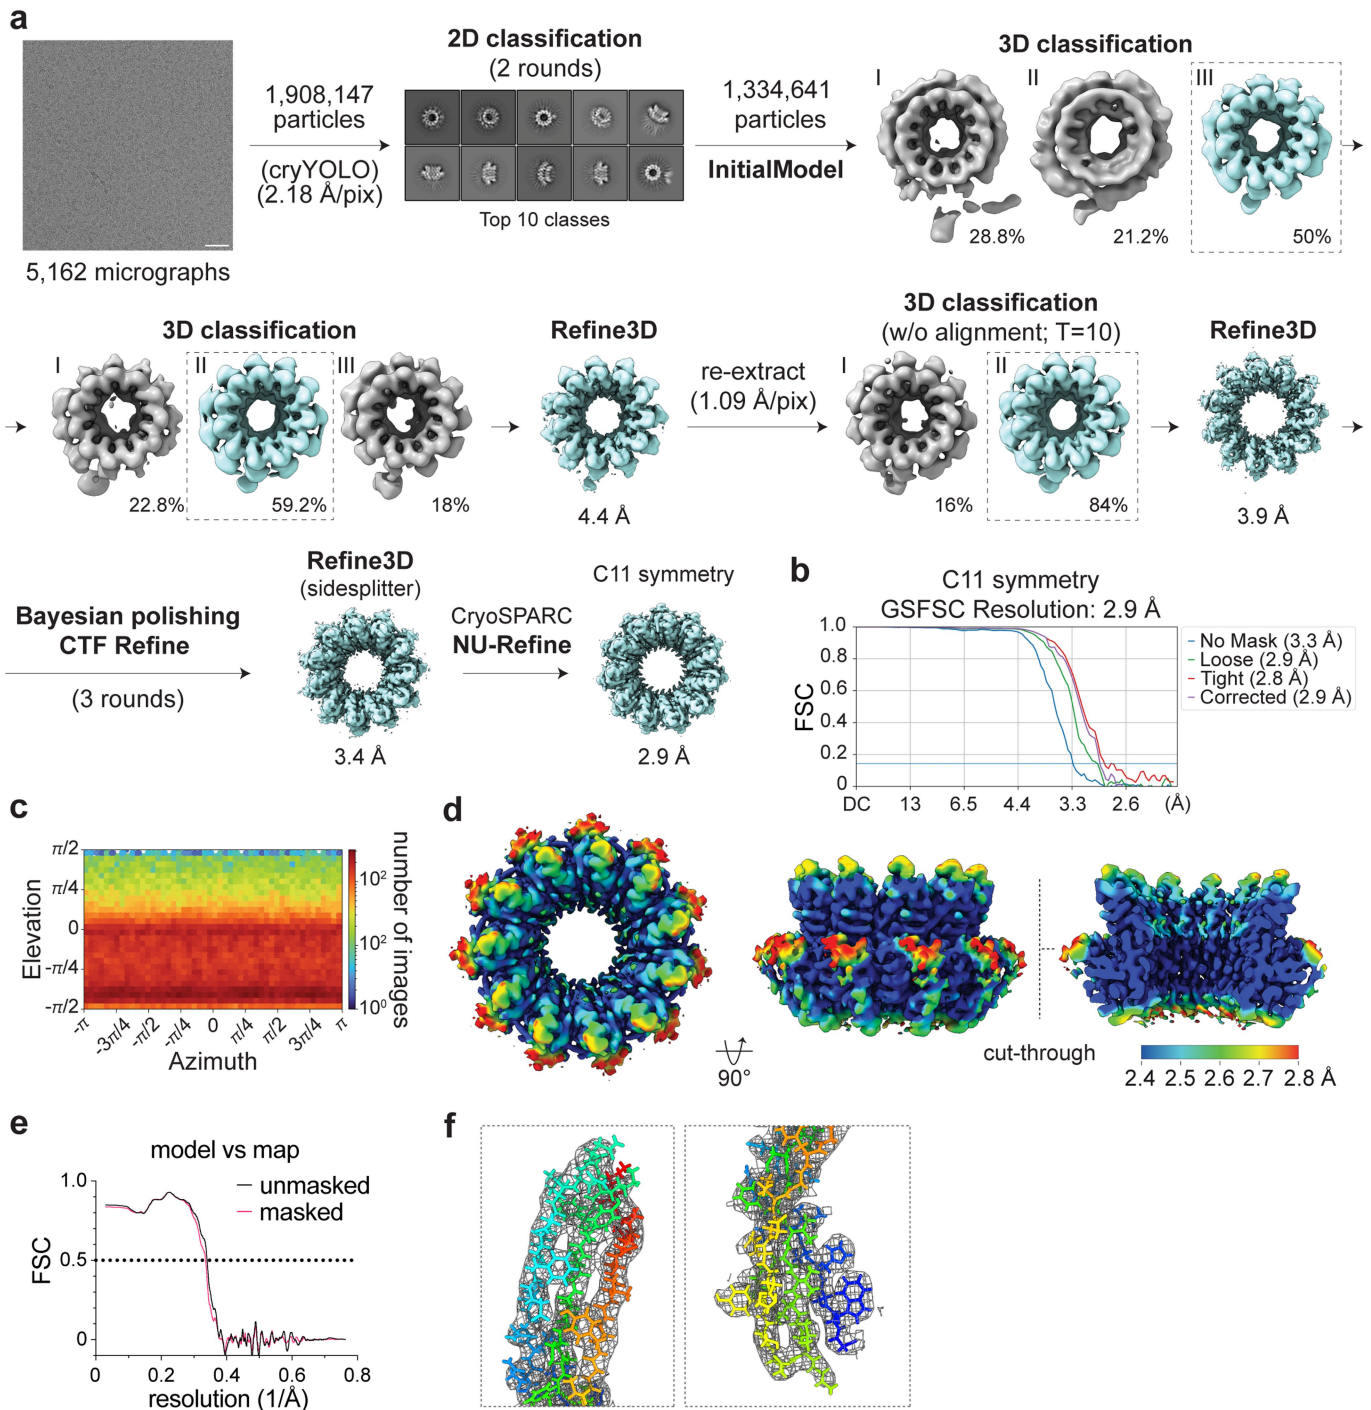 a
2D classification
(2 rounds)
3D classification
1,908,147
particles
(cryYOLO)
(2.18 Å/pix)
1,334,641
particles
InitialModel
I
II
III
Top 10 classes
28.8%
21.2%
50%
5,162 micrographs
3D classification
Refine3D
3D classification
(w/o alignment; T=10)
Refine3D
I
II
III
re-extract
(1.09 Å/pix)
I
II
22.8%
59.2%
18%
4.4 Å
16%
84%
3.9 Å
Bayesian polishing
CTF Refine
(3 rounds)
Refine3D
(sidesplitter)
3.4 Å
CryoSPARC
NU-Refine
C11 symmetry
2.9 Å
b
C11 symmetry
GSFSC Resolution: 2.9 Å
1.0
0.8
0.6
0.4
0.2
0
FSC
DC
13
6.5
4.4
3.3
2.6
(Å)
No Mask (3.3 Å)
Loose (2.9 Å)
Tight (2.8 Å)
Corrected (2.9 Å)
c
π/2
π/4
0
-π/4
-π/2
Elevation
-π
-3π/4
-π/2
-π/4
0
π/4
π/2
3π/4
π
Azimuth
10²
10²
10⁰
number of images
d
90°
cut-through
2.4
2.5
2.6
2.7
2.8 Å
e
model vs map
unmasked
masked
1.0
0.5
0
FSC
0
0.2
0.4
0.6
0.8
resolution (1/Å)
f